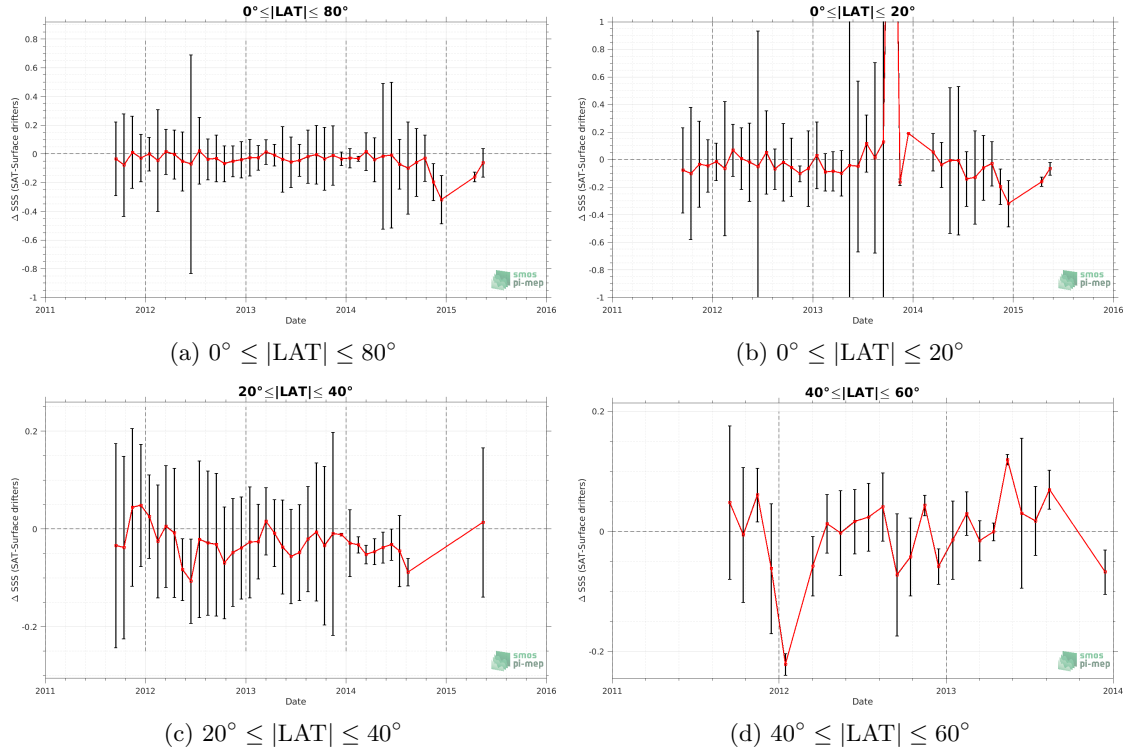 0°≤|LAT|≤ 80°
0.8
0.6
0.4
0.2
0
-0.2
-0.4
-0.6
-0.8
-1
Δ SSS (SAT-Surface drifters)
2011 2012 2013 2014 2015 2016
Date
smos
pi-mep
(a) 0° ≤ |LAT| ≤ 80°
0°≤|LAT|≤ 20°
1
0.8
0.6
0.4
0.2
0
-0.2
-0.4
-0.6
-0.8
-1
Δ SSS (SAT-Surface drifters)
2011 2012 2013 2014 2015 2016
Date
smos
pi-mep
(b) 0° ≤ |LAT| ≤ 20°
20°≤|LAT|≤ 40°
0.2
0
-0.2
Δ SSS (SAT-Surface drifters)
2011 2012 2013 2014 2015 2016
Date
smos
pi-mep
(c) 20° ≤ |LAT| ≤ 40°
40°≤|LAT|≤ 60°
0.2
0.1
0
-0.1
-0.2
Δ SSS (SAT-Surface drifters)
2011 2012 2013 2014
Date
smos
pi-mep
(d) 40° ≤ |LAT| ≤ 60°